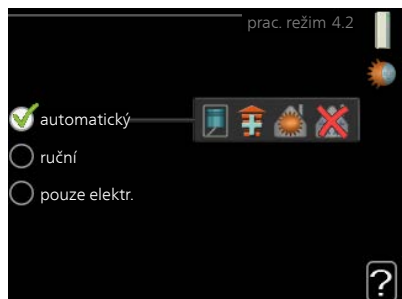 prac. režim 4.2
automatický
ruční
pouze elektr.
?